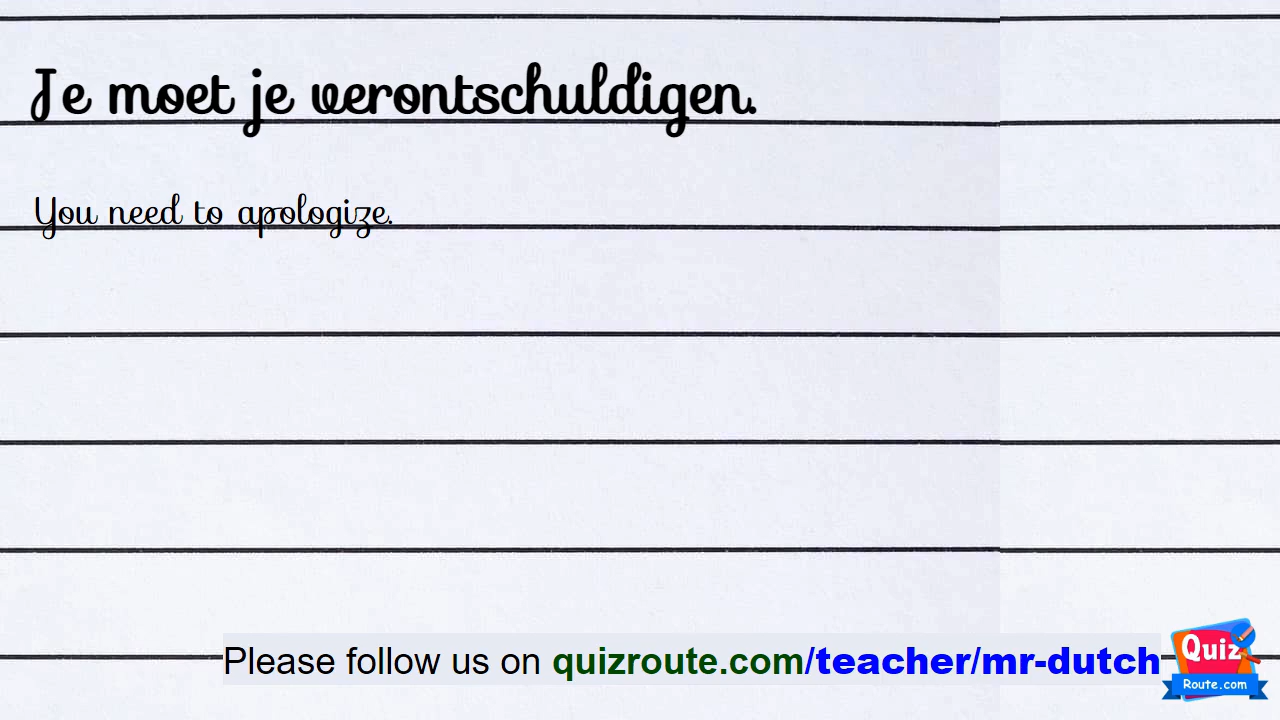 Je moet je verontschuldigen.
You need to apologize.
Please follow us on quizroute.com/teacher/mr-dutch
Quiz
Route.com